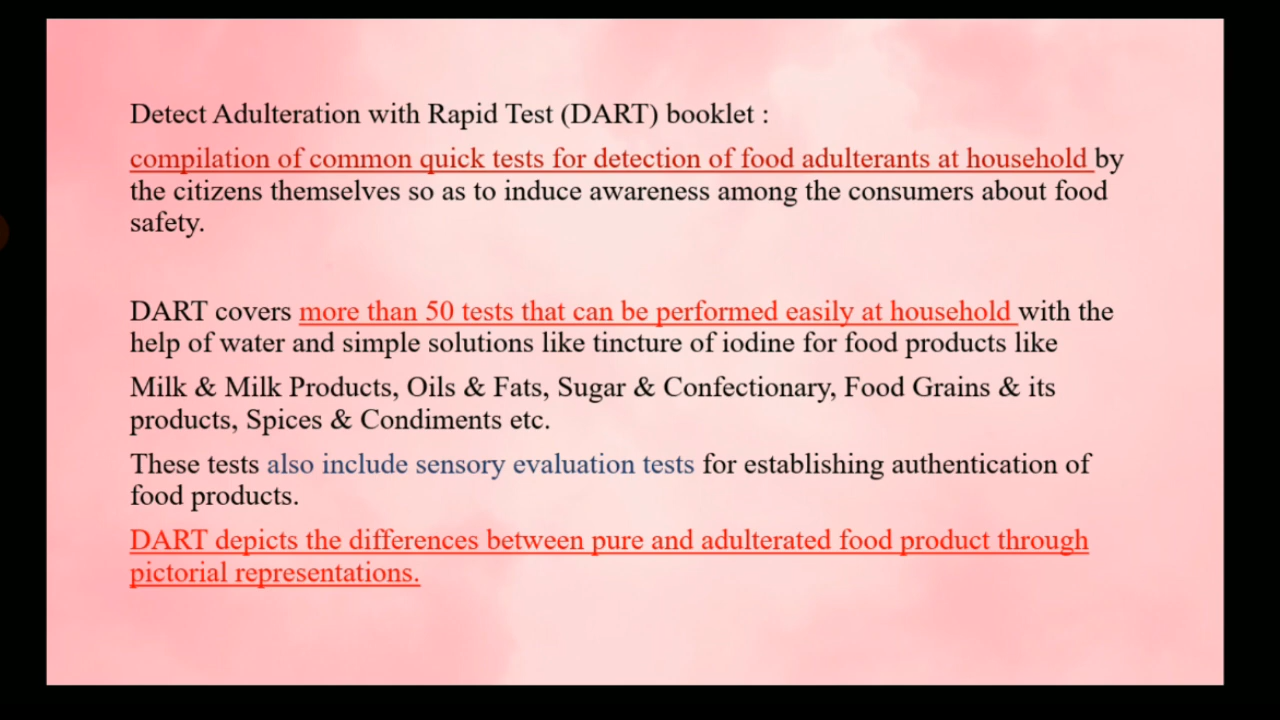 Detect Adulteration with Rapid Test (DART) booklet :
compilation of common quick tests for detection of food adulterants at household by
the citizens themselves so as to induce awareness among the consumers about food
safety.
DART covers more than 50 tests that can be performed easily at household with the
help of water and simple solutions like tincture of iodine for food products like
Milk & Milk Products, Oils & Fats, Sugar & Confectionary, Food Grains & its
products, Spices & Condiments etc.
These tests also include sensory evaluation tests for establishing authentication of
food products.
DART depicts the differences between pure and adulterated food product through
pictorial representations.